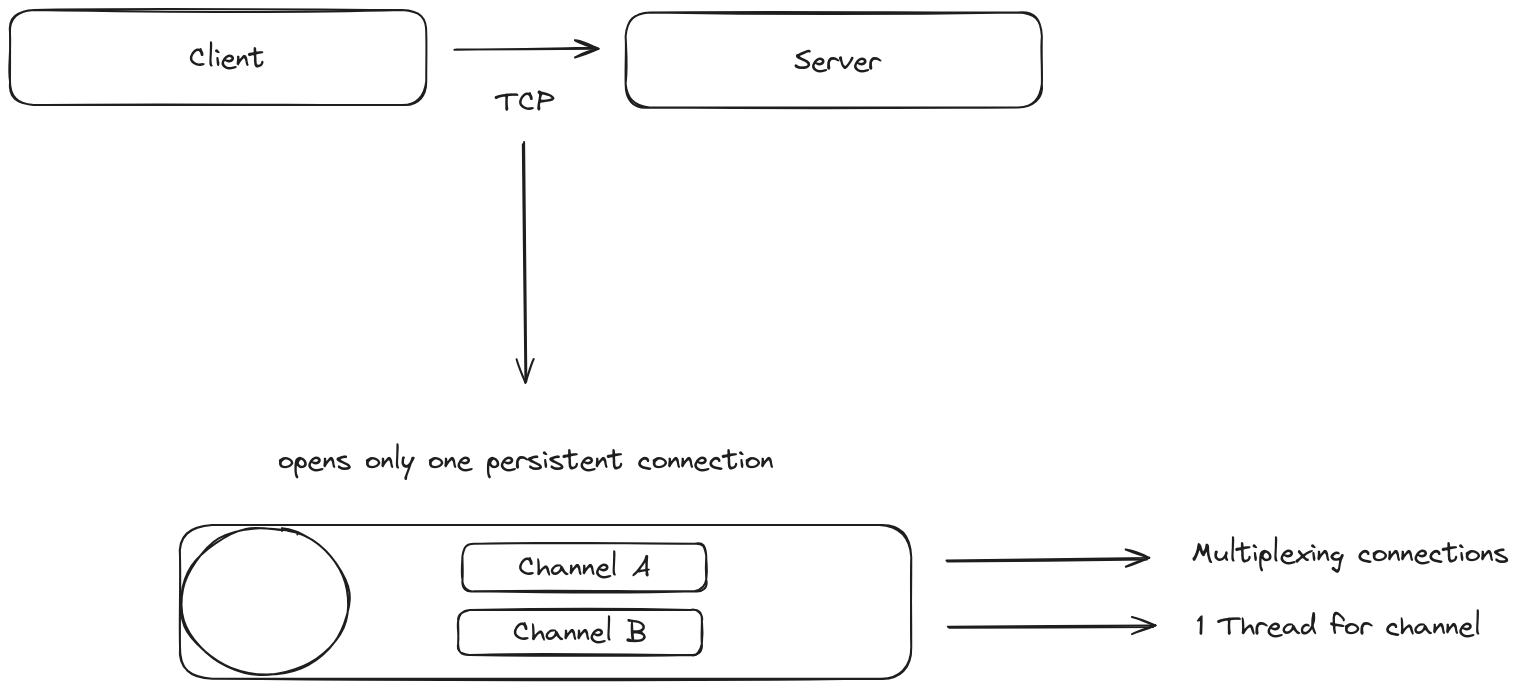 Client
Server
TCP
opens only one persistent connection
Channel A
Channel B
Multiplexing connections
1 Thread for channel